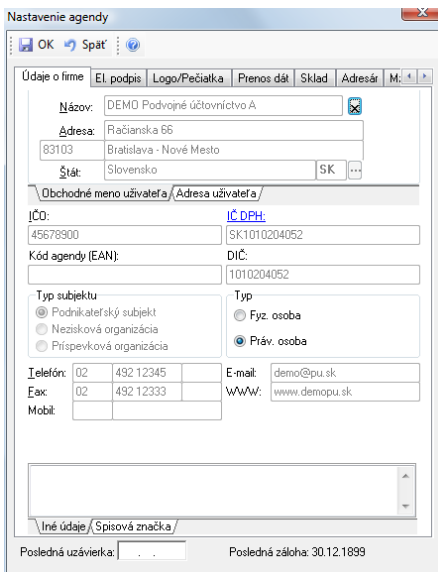 Nastavenie agendy
OK Späť
Údaje o firme El. podpis Logo/Pečiatka Prenos dát Sklad Adresár M:
Názov: DEMO Podvojné účtovníctvo A
Adresa: Račianska 66
83103 Bratislava - Nové Mesto
Štát: Slovensko SK ...
Obchodné meno uživateľa Adresa uživateľa
IČO: IČ DPH:
45678900 SK1010204052
Kód agendy (EAN): DIČ:
1010204052
Typ subjektu Typ
Podnikateľský subjekt Fyz. osoba
Nezisková organizácia
Príspevková organizácia Práv. osoba
Telefón: 02 492 12345 E-mail: demo@pu.sk
Fax: 02 492 12333 WWW: www.demopu.sk
Mobil:
Iné údaje Spisová značka
Posledná uzávierka: . . Posledná záloha: 30.12.1899